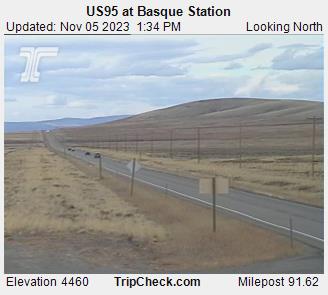 US95 at Basque Station
Updated: Nov 05 2023 1:34 PM
Looking North
Elevation 4460
TripCheck.com
Milepost 91.62